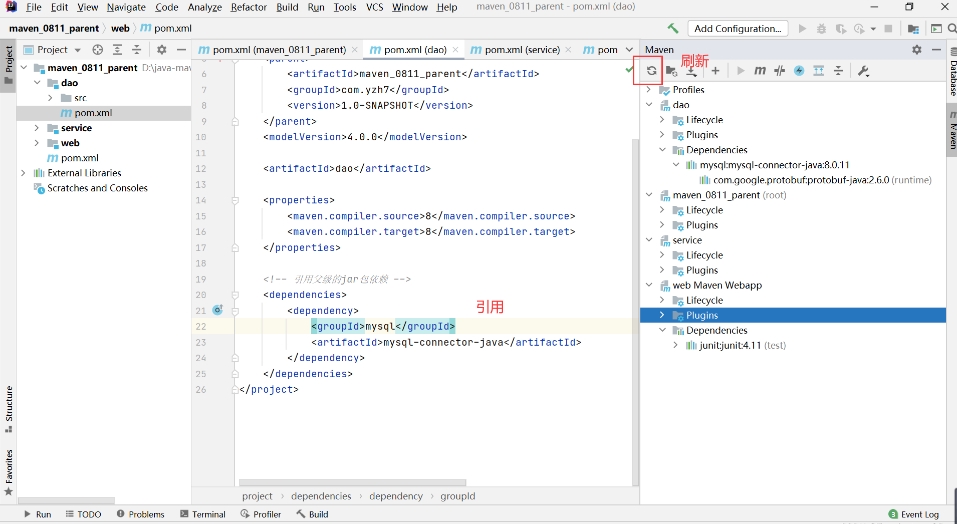 File Edit View Navigate Code Analyze Refactor Build Run Tools VCS Window Help maven_0811_parent - pom.xml (dao)
maven_0811_parent web pom.xml Add Configuration...
Project pom.xml (maven_0811_parent) pom.xml (dao) pom.xml (service) pom Maven
刷新
Project
Structure
Favorites
maven_0811_parent D:\java-mav
dao
src
pom.xml
service
web
pom.xml
External Libraries
Scratches and Consoles
6 <artifactId>maven_0811_parent</artifactId>
7 <groupId>com.yzh7</groupId>
8 <version>1.0-SNAPSHOT</version>
9 </parent>
10 <modelVersion>4.0.0</modelVersion>
11
12 <artifactId>dao</artifactId>
13
14 <properties>
15 <maven.compiler.source>8</maven.compiler.source>
16 <maven.compiler.target>8</maven.compiler.target>
17 </properties>
18
19 <!-- 引用父级的jar包依赖 -->
20 <dependencies>
21 <dependency>
22 <groupId>mysql</groupId>
23 <artifactId>mysql-connector-java</artifactId>
24 </dependency>
25 </dependencies>
26 </project>
引用
project dependencies dependency groupId
Profiles
dao
Lifecycle
Plugins
Dependencies
mysql:mysql-connector-java:8.0.11
com.google.protobuf:protobuf-java:2.6.0 (runtime)
maven_0811_parent (root)
Lifecycle
Plugins
service
Lifecycle
Plugins
web Maven Webapp
Lifecycle
Plugins
Dependencies
junit:junit:4.11 (test)
Database
Maven
Run TODO Problems Terminal Profiler Build 3 Event Log